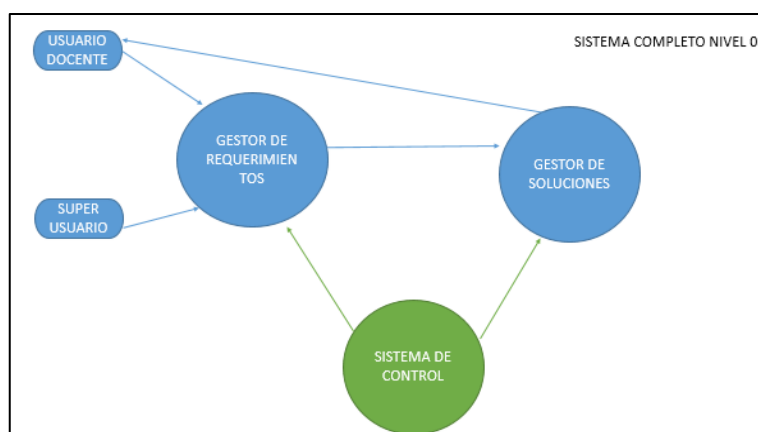 USUARIO
DOCENTE
SISTEMA COMPLETO NIVEL 0
GESTOR DE
REQUERIMIEN
TOS
GESTOR DE
SOLUCIONES
SUPER
USUARIO
SISTEMA DE
CONTROL